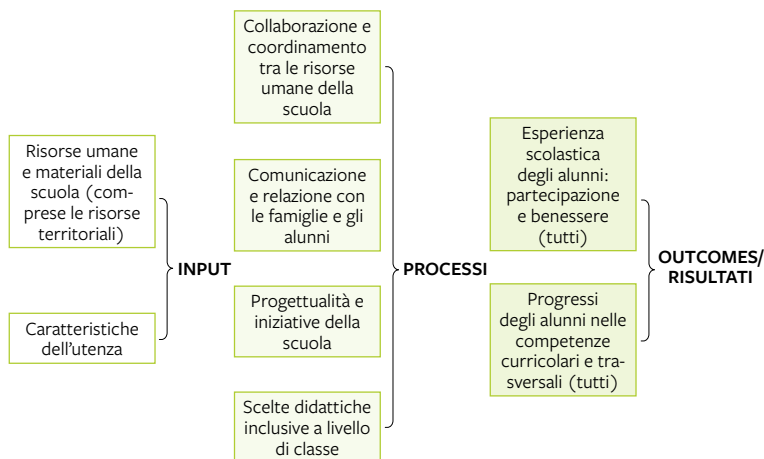 Risorse umane
e materiali della
scuola (com-
prese le risorse
territoriali)
Caratteristiche
dell'utenza
INPUT
Collaborazione e
coordinamento
tra le risorse
umane della
scuola
Comunicazione
e relazione con
le famiglie e gli
alunni
Progettualità e
iniziative della
scuola
Scelte didattiche
inclusive a livello
di classe
PROCESSI
Esperienza
scolastica
degli alunni:
partecipazione
e benessere
(tutti)
Progressi
degli alunni nelle
competenze
curricolari e tra-
sversali (tutti)
OUTCOMES/
RISULTATI